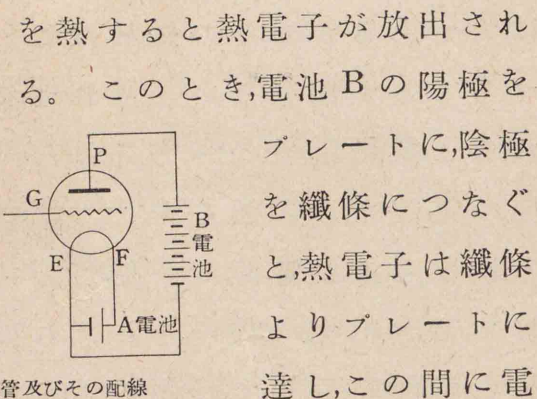 を熱すると熱電子が放出され
る。このとき,電池Bの陽極を
プレートに,陰極
を纖條につなぐ
と,熱電子は纖條
よりプレートに
達し,この間に電
P
G
B電池
E
F
A電池
管及びその配線